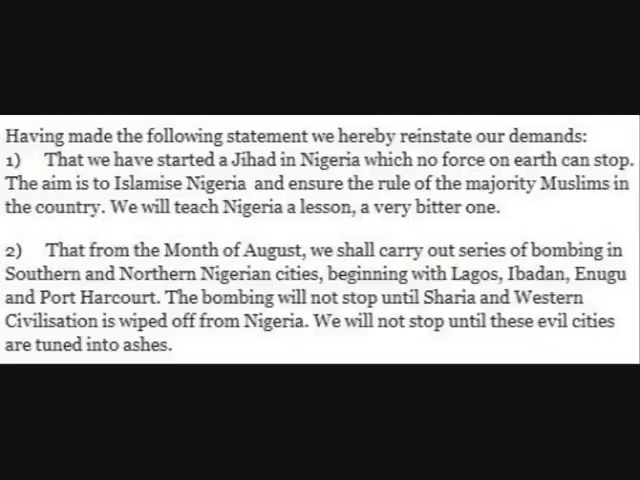 Having made the following statement we hereby reinstate our demands:
1) That we have started a Jihad in Nigeria which no force on earth can stop.
The aim is to Islamise Nigeria and ensure the rule of the majority Muslims in
the country. We will teach Nigeria a lesson, a very bitter one.
2) That from the Month of August, we shall carry out series of bombing in
Southern and Northern Nigerian cities, beginning with Lagos, Ibadan, Enugu
and Port Harcourt. The bombing will not stop until Sharia and Western
Civilisation is wiped off from Nigeria. We will not stop until these evil cities
are tuned into ashes.